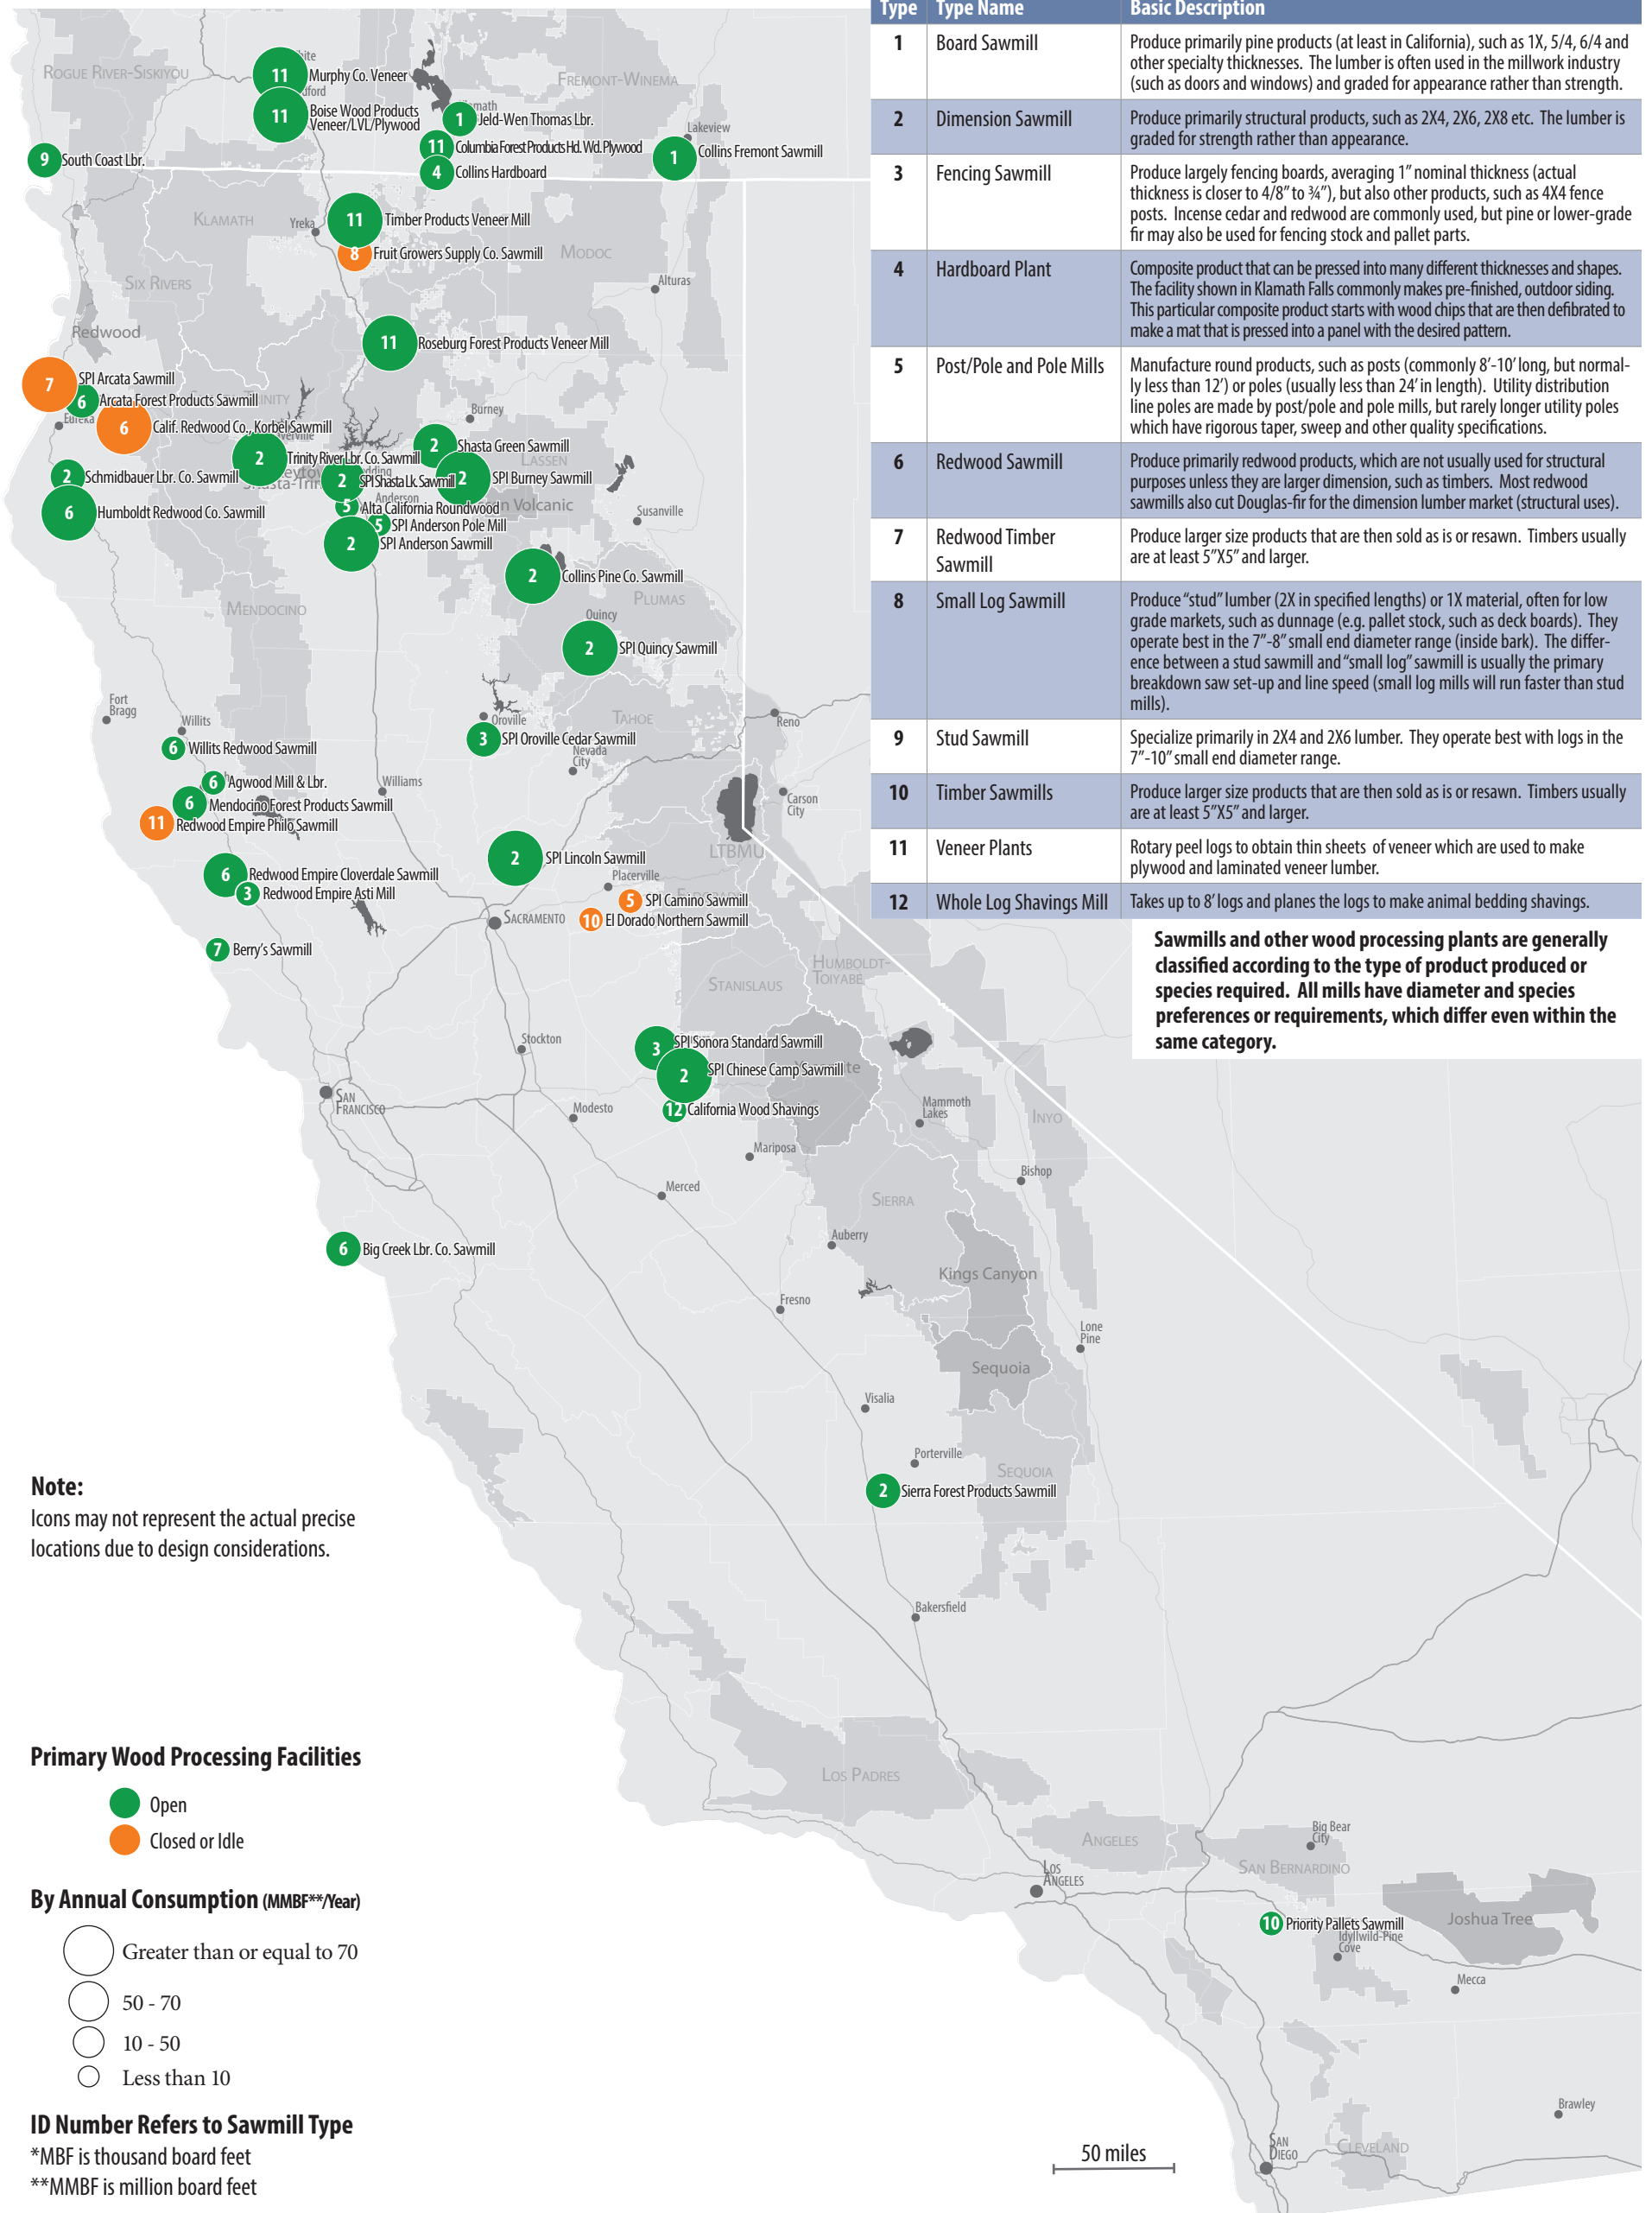 Type Type Name Basic Description
1 Board Sawmill Produce primarily pine products (at least in California), such as 1X, 5/4, 6/4 and
other specialty thicknesses. The lumber is often used in the millwork industry
(such as doors and windows) and graded for appearance rather than strength.
2 Dimension Sawmill Produce primarily structural products, such as 2X4, 2X6, 2X8 etc. The lumber is
graded for strength rather than appearance.
3 Fencing Sawmill Produce largely fencing boards, averaging 1” nominal thickness (actual
thickness is closer to 4/8” to ¾”), but also other products, such as 4X4 fence
posts. Incense cedar and redwood are commonly used, but pine or lower-grade
fir may also be used for fencing stock and pallet parts.
4 Hardboard Plant Composite product that can be pressed into many different thicknesses and shapes.
The facility shown in Klamath Falls commonly makes pre-finished, outdoor siding.
This particular composite product starts with wood chips that are then defibrated to
make a mat that is pressed into a panel with the desired pattern.
5 Post/Pole and Pole Mills Manufacture round products, such as posts (commonly 8’-10’ long, but normal-
ly less than 12’) or poles (usually less than 24’ in length). Utility distribution
line poles are made by post/pole and pole mills, but rarely longer utility poles
which have rigorous taper, sweep and other quality specifications.
6 Redwood Sawmill Produce primarily redwood products, which are not usually used for structural
purposes unless they are larger dimension, such as timbers. Most redwood
sawmills also cut Douglas-fir for the dimension lumber market (structural uses).
7 Redwood Timber Produce larger size products that are then sold as is or resawn. Timbers usually
Sawmill are at least 5”X5” and larger.
8 Small Log Sawmill Produce “stud” lumber (2X in specified lengths) or 1X material, often for low
grade markets, such as dunnage (e.g. pallet stock, such as deck boards). They
operate best in the 7”-8” small end diameter range (inside bark). The differ-
ence between a stud sawmill and “small log” sawmill is usually the primary
breakdown saw set-up and line speed (small log mills will run faster than stud
mills).
9 Stud Sawmill Specialize primarily in 2X4 and 2X6 lumber. They operate best with logs in the
7”-10” small end diameter range.
10 Timber Sawmills Produce larger size products that are then sold as is or resawn. Timbers usually
are at least 5”X5” and larger.
11 Veneer Plants Rotary peel logs to obtain thin sheets of veneer which are used to make
plywood and laminated veneer lumber.
12 Whole Log Shavings Mill Takes up to 8’ logs and planes the logs to make animal bedding shavings.
Sawmills and other wood processing plants are generally
classified according to the type of product produced or
species required. All mills have diameter and species
preferences or requirements, which differ even within the
same category.
ROGUE RIVER-SISKIYOU
FREMONT-WINEMA
11 Murphy Co. Veneer
11 Boise Wood Products
Veneer/LVL/Plywood
1 Jeld-Wen Thomas Lbr.
Lakeview
11 Columbia Forest Products Hd. Wd. Plywood
1 Collins Fremont Sawmill
9 South Coast Lbr.
4 Collins Hardboard
KLAMATH
Yreka
11 Timber Products Veneer Mill
8 Fruit Growers Supply Co. Sawmill
MODOC
SIX RIVERS
Alturas
Redwood
11 Roseburg Forest Products Veneer Mill
7 SPI Arcata Sawmill
6 Arcata Forest Products Sawmill
Eureka
6 Calif. Redwood Co., Korbel Sawmill
Burney
2 Shasta Green Sawmill
2 Trinity River Lbr. Co. Sawmill
LASSEN
2 Schmidbauer Lbr. Co. Sawmill
2 SPI Shasta Lk. Sawmill
2 SPI Burney Sawmill
Anderson
5 Alta California Roundwood
n Volcanic
6 Humboldt Redwood Co. Sawmill
5 SPI Anderson Pole Mill
Susanville
2 SPI Anderson Sawmill
2 Collins Pine Co. Sawmill
PLUMAS
MENDOCINO
Quincy
2 SPI Quincy Sawmill
Fort
Bragg
Willits
Oroville
TAHOE
Reno
6 Willits Redwood Sawmill
3 SPI Oroville Cedar Sawmill
Nevada
City
6 Agwood Mill & Lbr.
Williams
Carson
City
6 Mendocino Forest Products Sawmill
11 Redwood Empire Philo Sawmill
LTBMU
2 SPI Lincoln Sawmill
Placerville
6 Redwood Empire Cloverdale Sawmill
3 Redwood Empire Asti Mill
5 SPI Camino Sawmill
SACRAMENTO
10 El Dorado Northern Sawmill
7 Berry’s Sawmill
HUMBOLDT-
TOIYABE
STANISLAUS
Stockton
3 SPI Sonora Standard Sawmill
2 SPI Chinese Camp Sawmill
SAN
FRANCISCO
Modesto
12 California Wood Shavings
Mammoth
Lakes
INYO
Mariposa
Bishop
Merced
SIERRA
Auberry
6 Big Creek Lbr. Co. Sawmill
Kings Canyon
Fresno
Lone
Pine
Sequoia
Visalia
Porterville
SEQUOIA
2 Sierra Forest Products Sawmill
Note:
Icons may not represent the actual precise
locations due to design considerations.
Bakersfield
Primary Wood Processing Facilities
Open
Closed or Idle
LOS PADRES
ANGELES
Big Bear
City
SAN BERNARDINO
LOS
ANGELES
By Annual Consumption (MMBF**/Year)
Greater than or equal to 70
50 - 70
10 - 50
Less than 10
10 Priority Pallets Sawmill
Joshua Tree
Idyllwild-Pine
Cove
Mecca
ID Number Refers to Sawmill Type
*MBF is thousand board feet
**MMBF is million board feet
50 miles
Brawley
SAN
DIEGO
CLEVELAND